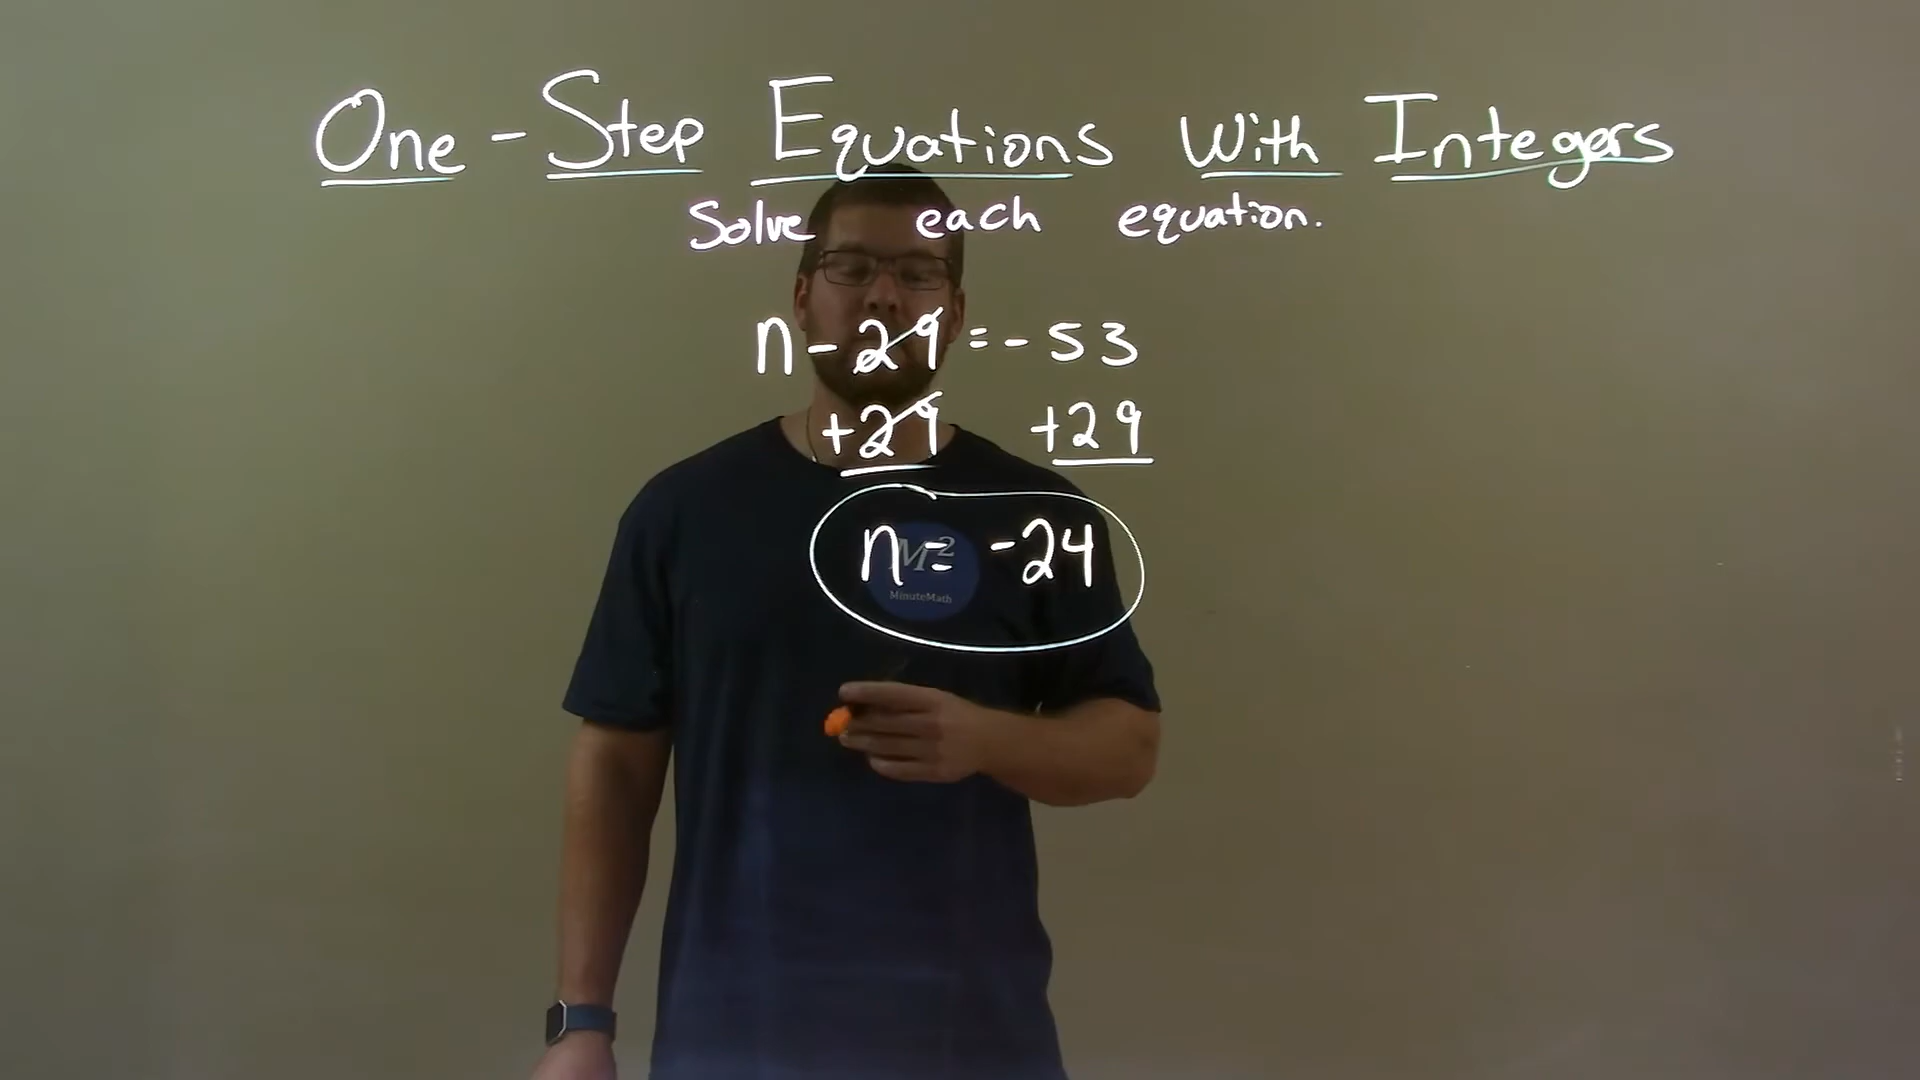 One-Step Equations With Integers
Solve each equation.
n - 29 = - 53
+29 +29
n = -24
M²
MinuteMath